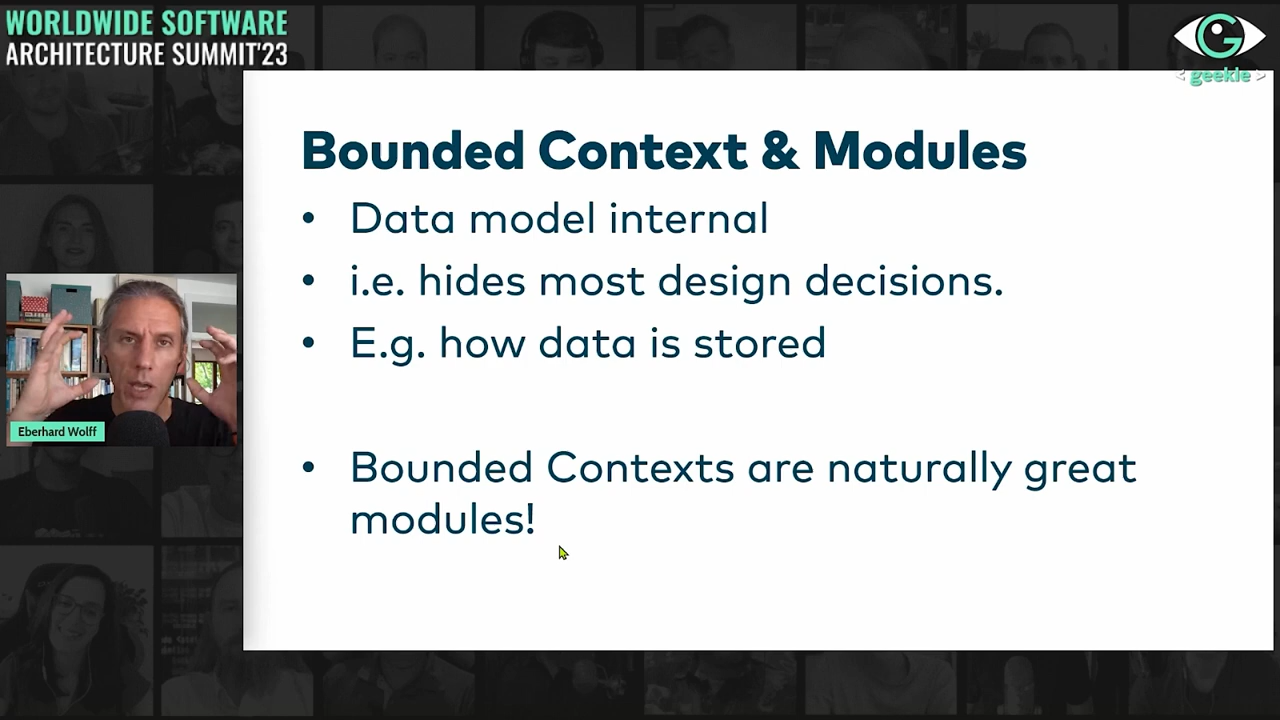 WORLDWIDE SOFTWARE
ARCHITECTURE SUMMIT'23
< geekle >
Bounded Context & Modules
• Data model internal
• i.e. hides most design decisions.
• E.g. how data is stored
• Bounded Contexts are naturally great
modules!
Eberhard Wolff